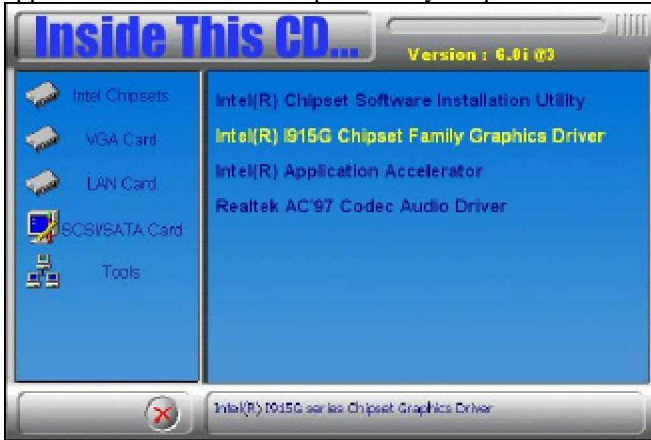 Inside This CD...
Version : 6.0i @3
Intel Chipsets
VGA Card
LAN Card
SCSI/SATA Card
Tools
Intel(R) Chipset Software Installation Utility
Intel(R) I915G Chipset Family Graphics Driver
Intel(R) Application Accelerator
Realtek AC'97 Codec Audio Driver
Intel(R) I915G series Chipset Graphics Driver